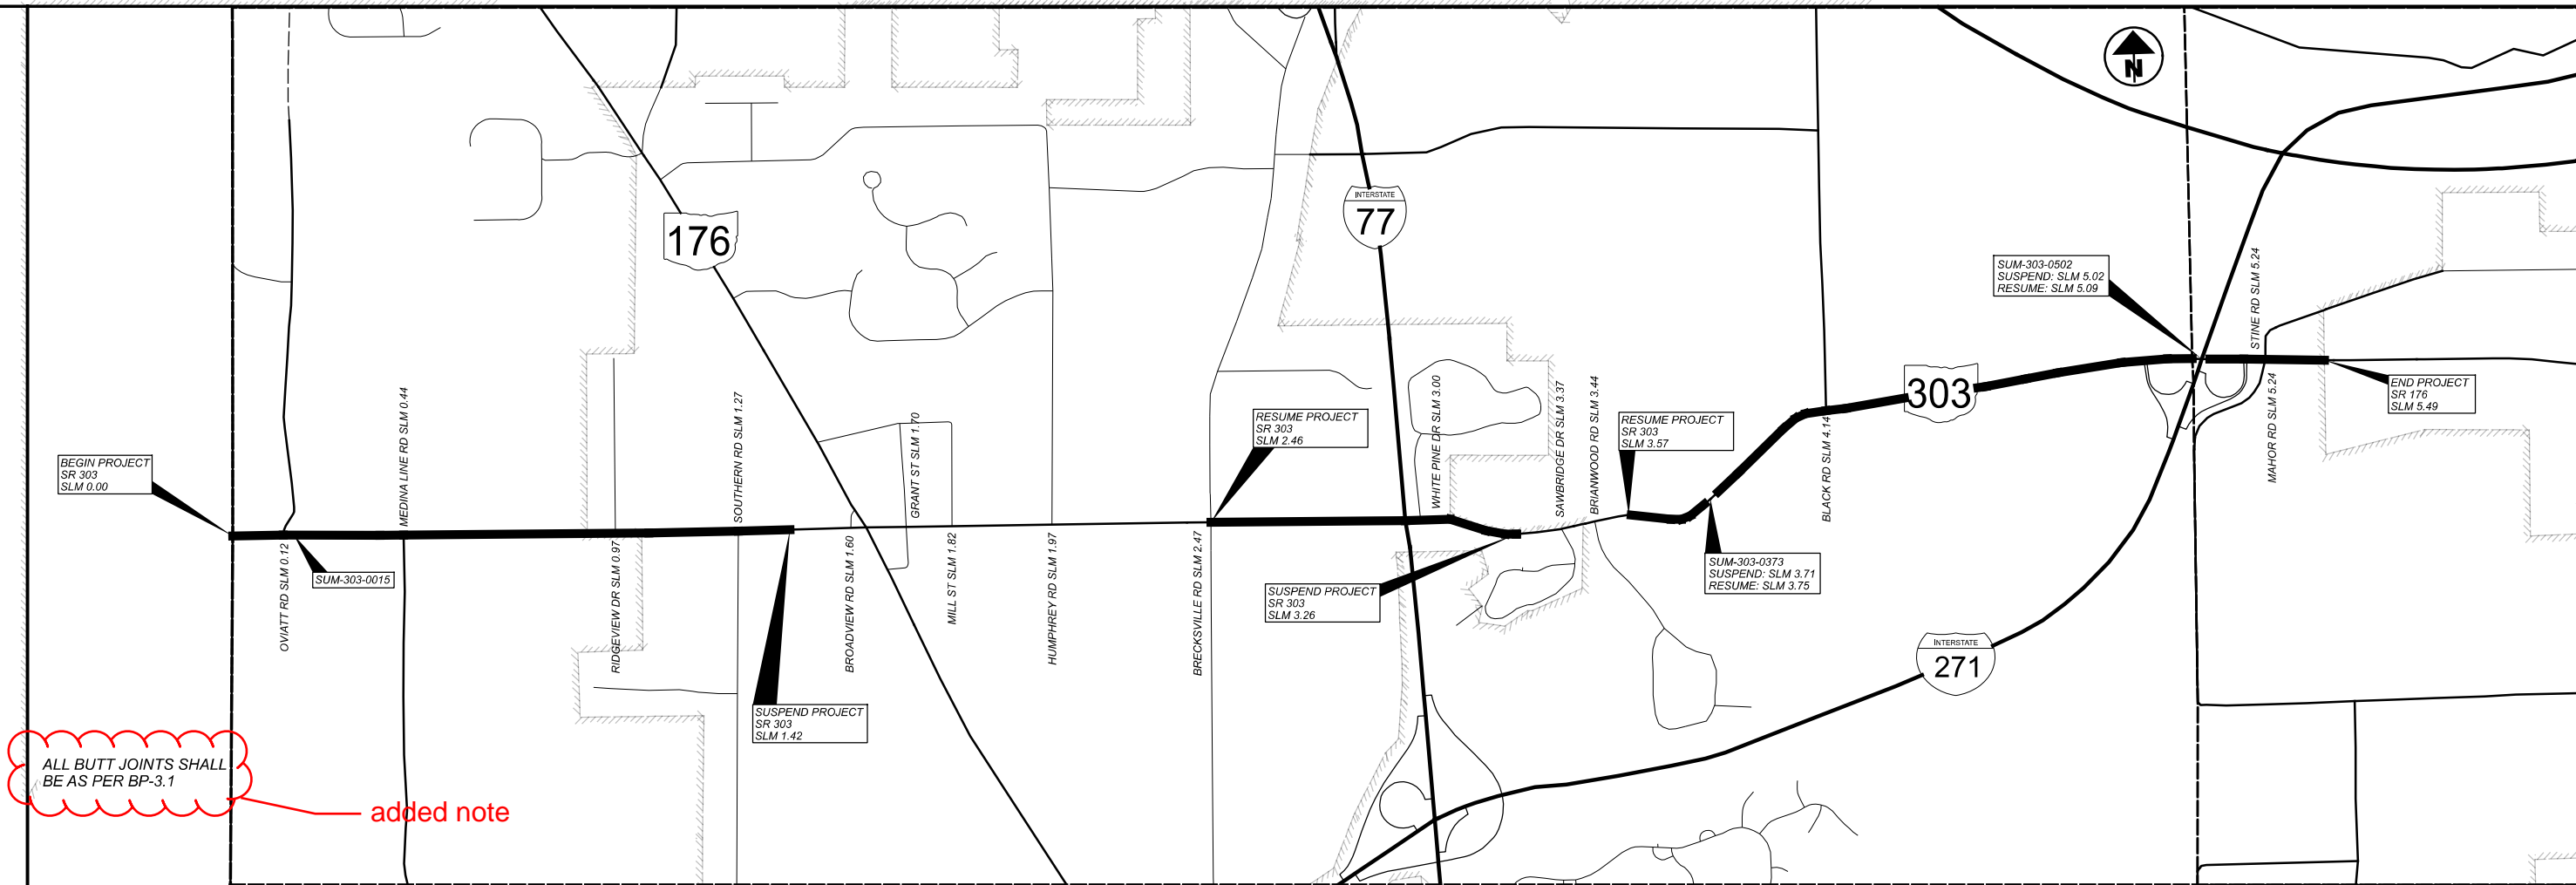 N
INTERSTATE
77
176
SUM-303-0502
SUSPEND: SLM 5.02
RESUME: SLM 5.09
STINE RD SLM 5.24
303
END PROJECT
SR 176
SLM 5.49
MAHOR RD SLM 5.24
BEGIN PROJECT
SR 303
SLM 0.00
MEDINA LINE RD SLM 0.44
SOUTHERN RD SLM 1.27
GRANT ST SLM 1.70
RESUME PROJECT
SR 303
SLM 2.46
WHITE PINE DR SLM 3.00
SAWBRIDGE DR SLM 3.37
BRIANWOOD RD SLM 3.44
RESUME PROJECT
SR 303
SLM 3.57
BLACK RD SLM 4.14
OVIATT RD SLM 0.12
SUM-303-0015
RIDGEVIEW DR SLM 0.97
BROADVIEW RD SLM 1.60
MILL ST SLM 1.82
HUMPHREY RD SLM 1.97
BRECKSVILLE RD SLM 2.47
SUSPEND PROJECT
SR 303
SLM 3.26
SUM-303-0373
SUSPEND: SLM 3.71
RESUME: SLM 3.75
INTERSTATE
271
SUSPEND PROJECT
SR 303
SLM 1.42
ALL BUTT JOINTS SHALL
BE AS PER BP-3.1
added note